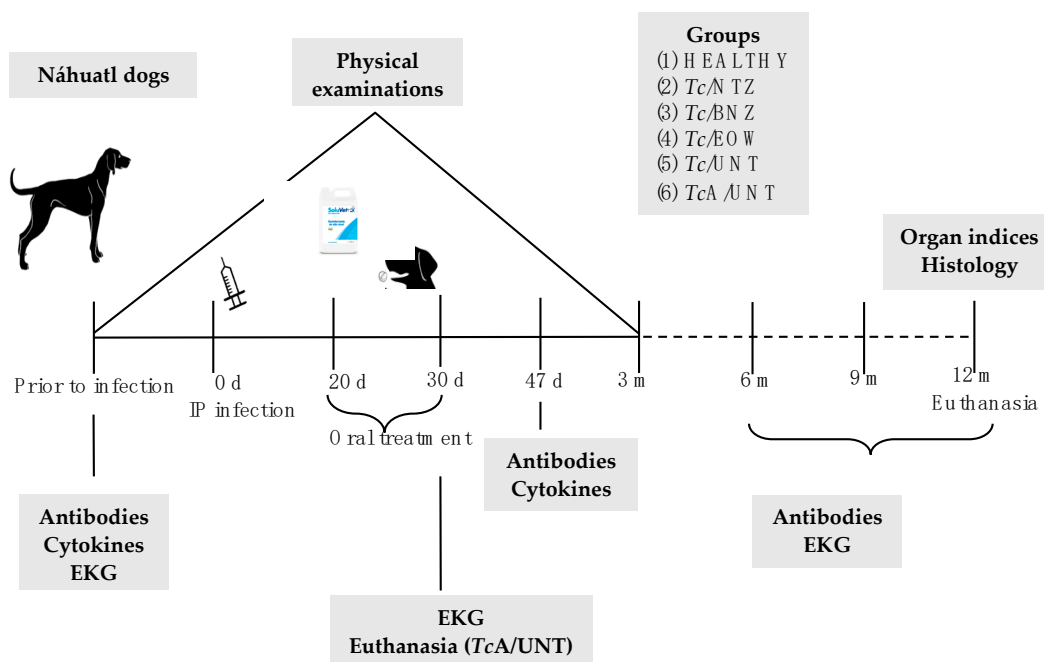 Náhuatl dogs
Physical
examinations
Groups
(1) HEALTHY
(2) Tc/NTZ
(3) Tc/BNZ
(4) Tc/EOW
(5) Tc/UNT
(6) TcA/UNT
Organ indices
Histology
Prior to infection
0 d
IP infection
20 d
30 d
Oral treatment
47 d
3 m
6 m
9 m
12 m
Euthanasia
Antibodies
Cytokines
EKG
Antibodies
Cytokines
Antibodies
EKG
EKG
Euthanasia (TcA/UNT)